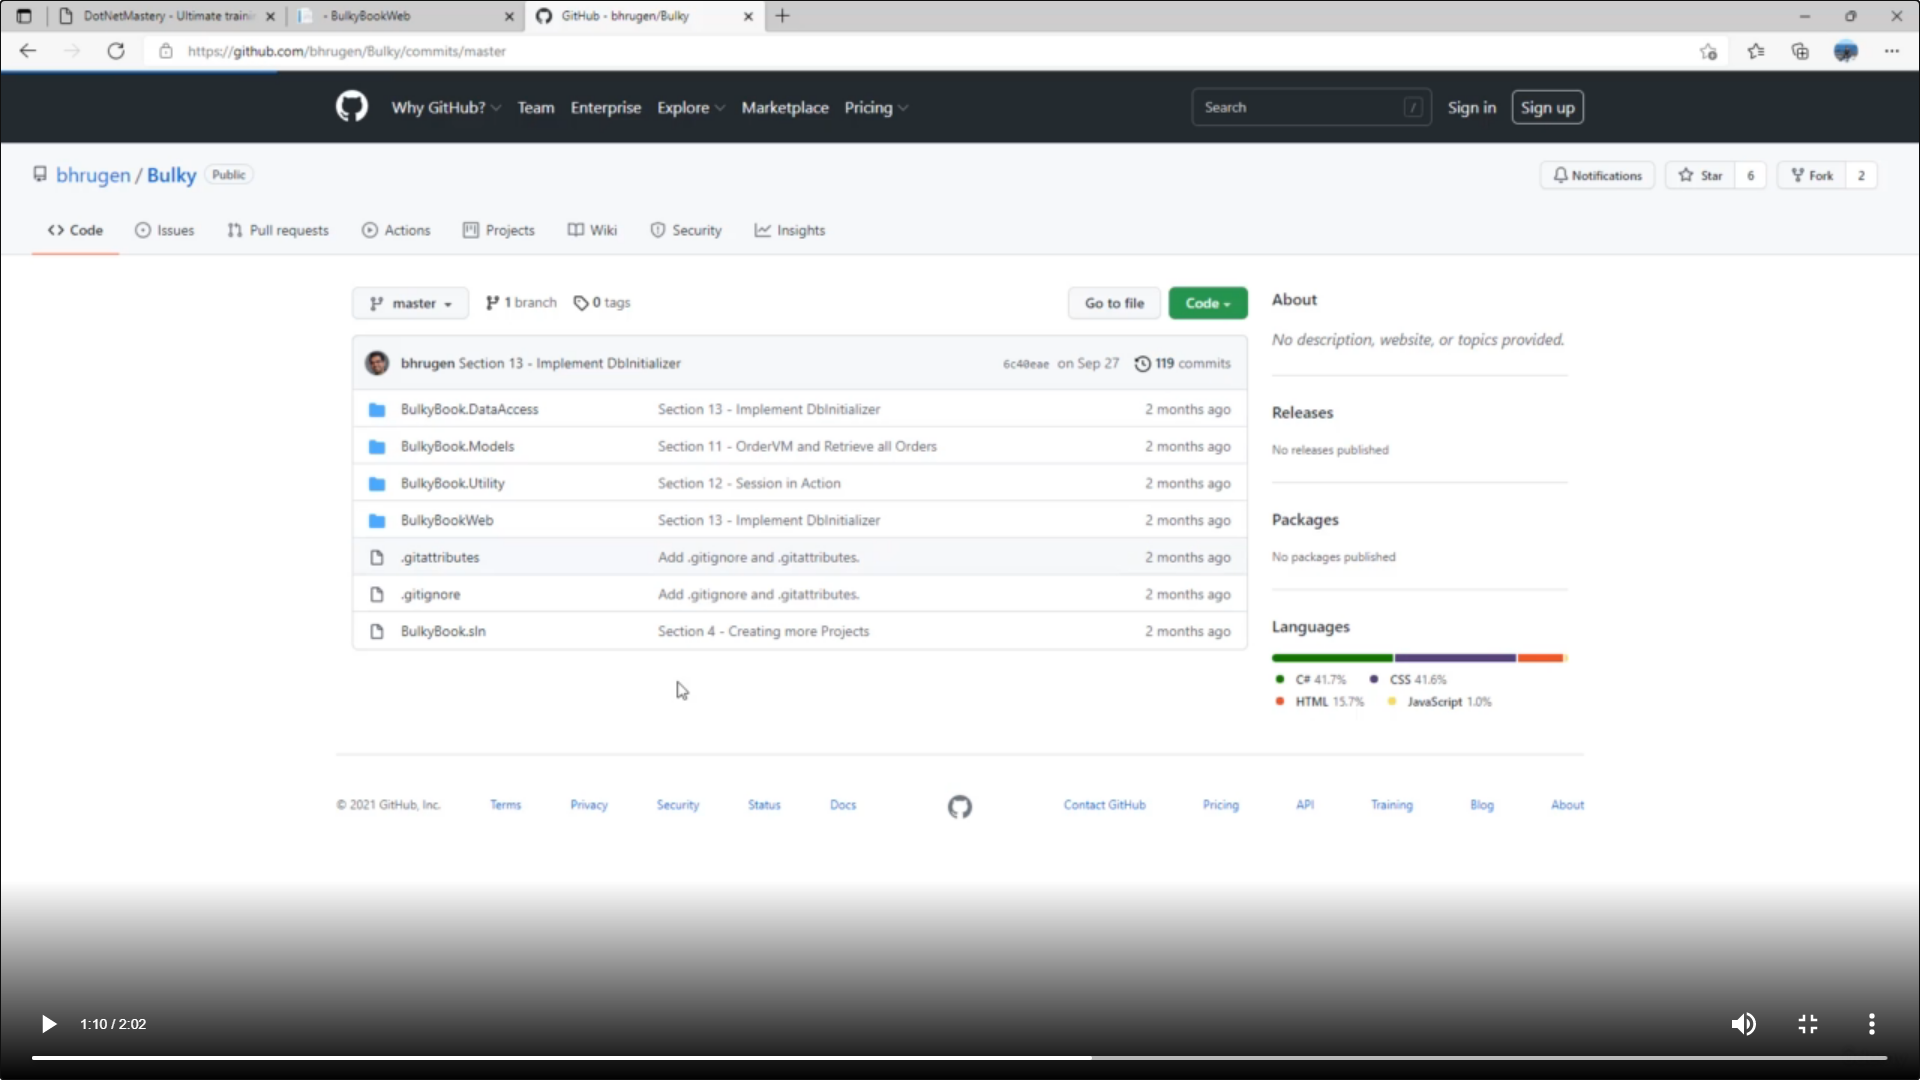 DotNetMastery - Ultimate traini
- BulkyBookWeb
GitHub - bhrugen/Bulky
https://github.com/bhrugen/Bulky/commits/master
Why GitHub? Team Enterprise Explore Marketplace Pricing
Search /
Sign in
Sign up
bhrugen / Bulky Public
Notifications Star 6 Fork 2
<> Code Issues Pull requests Actions Projects Wiki Security Insights
master 1 branch 0 tags Go to file Code
bhrugen Section 13 - Implement DbInitializer 6c40eae on Sep 27 119 commits
BulkyBook.DataAccess Section 13 - Implement DbInitializer 2 months ago
BulkyBook.Models Section 11 - OrderVM and Retrieve all Orders 2 months ago
BulkyBook.Utility Section 12 - Session in Action 2 months ago
BulkyBookWeb Section 13 - Implement DbInitializer 2 months ago
.gitattributes Add .gitignore and .gitattributes. 2 months ago
.gitignore Add .gitignore and .gitattributes. 2 months ago
BulkyBook.sln Section 4 - Creating more Projects 2 months ago
About
No description, website, or topics provided.
Releases
No releases published
Packages
No packages published
Languages
C# 41.7% CSS 41.6%
HTML 15.7% JavaScript 1.0%
© 2021 GitHub, Inc. Terms Privacy Security Status Docs Contact GitHub Pricing API Training Blog About
1:10 / 2:02